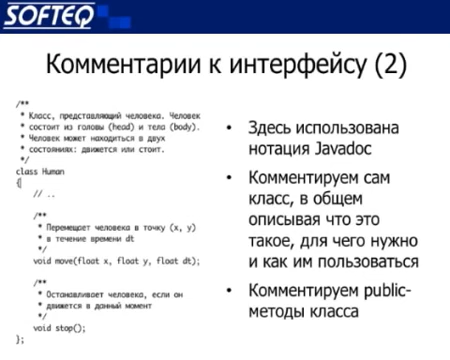 SOFTEQ
Комментарии к интерфейсу (2)
/**
* Класс, представляющий человека. Человек
* состоит из головы (head) и тела (body).
* Человек может находиться в двух
* состояниях: движется или стоит.
*/
class Human
{
// ..
/**
* Перемещает человека в точку (x, y)
* в течение времени dt
*/
void move(float x, float y, float dt);
/**
* Останавливает человека, если он
* движется в данный момент
*/
void stop();
};
• Здесь использована
нотация Javadoc
• Комментируем сам
класс, в общем
описывая что это
такое, для чего нужно
и как им пользоваться
• Комментируем public-
методы класса